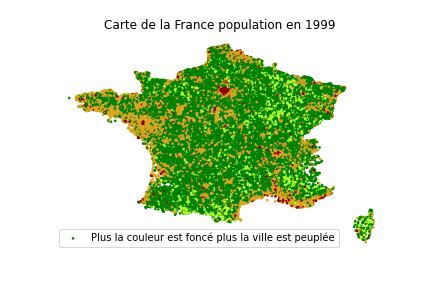 Carte de la France population en 1999
Plus la couleur est foncé plus la ville est peuplée